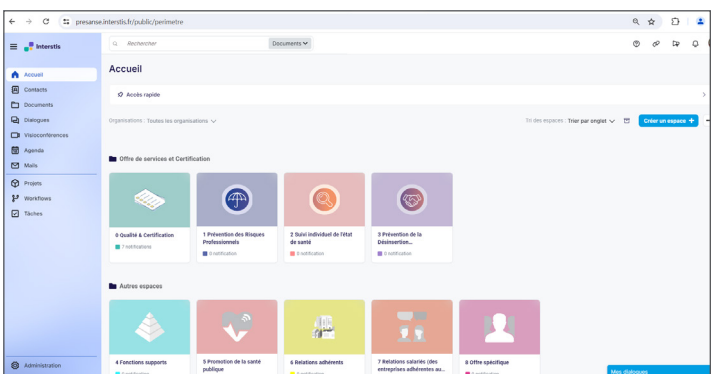 presanse.interstis.fr/public/perimetre
Interstis
Rechercher
Documents
Accueil
Accueil
Contacts
Documents
Dialogues
Visioconférences
Agenda
Mails
Projets
Workflows
Tâches
Administration
Accès rapide
Organisations : Toutes les organisations
Tri des espaces : Trier par onglet
Créer un espace +
Offre de services et Certification
0 Qualité & Certification
7 notifications
1 Prévention des Risques
Professionnels
0 notification
2 Suivi individuel de l'état
de santé
0 notification
3 Prévention de la
Désinsertion...
0 notification
Autres espaces
4 Fonctions supports
5 Promotion de la santé
publique
6 Relations adhérents
7 Relations salariés (des
entreprises adhérentes au...
8 Offre spécifique
Mes dialogues